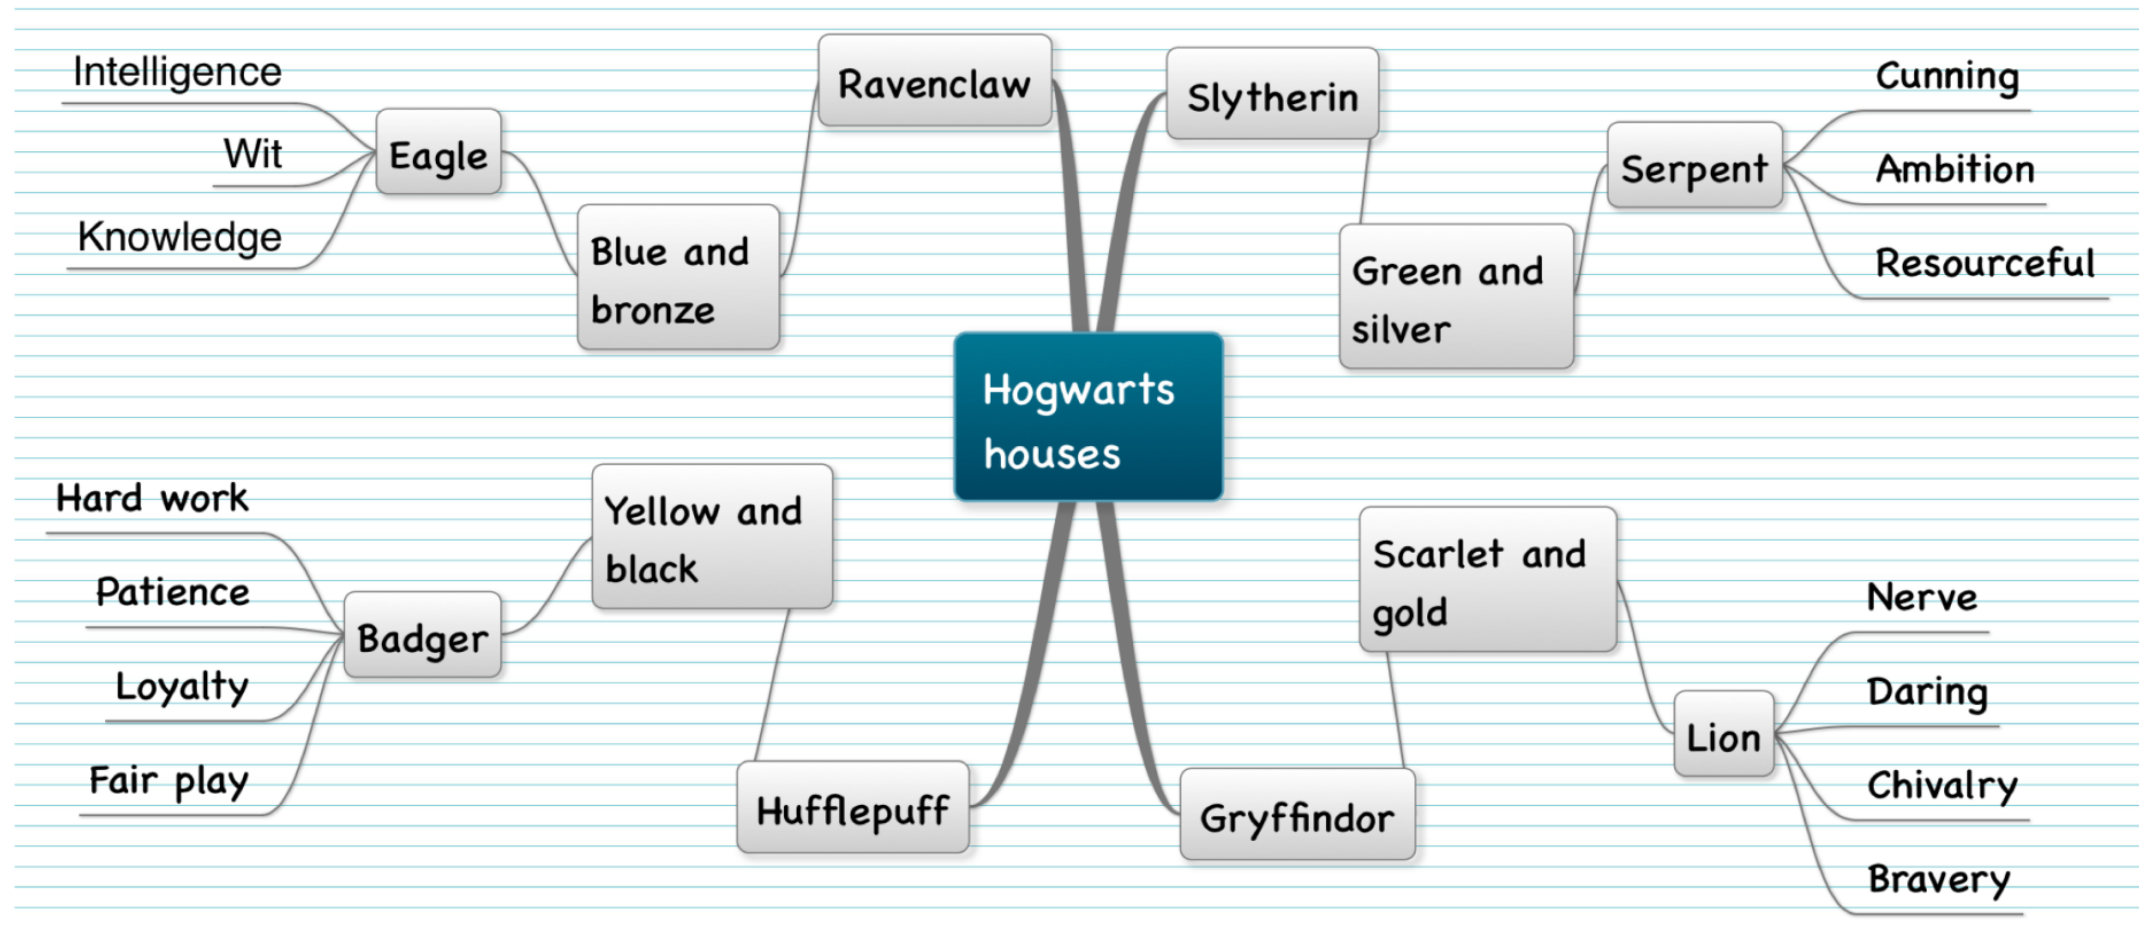 Hogwarts
houses
Ravenclaw
Blue and
bronze
Eagle
Intelligence
Wit
Knowledge
Slytherin
Green and
silver
Serpent
Cunning
Ambition
Resourceful
Hufflepuff
Yellow and
black
Badger
Hard work
Patience
Loyalty
Fair play
Gryffindor
Scarlet and
gold
Lion
Nerve
Daring
Chivalry
Bravery